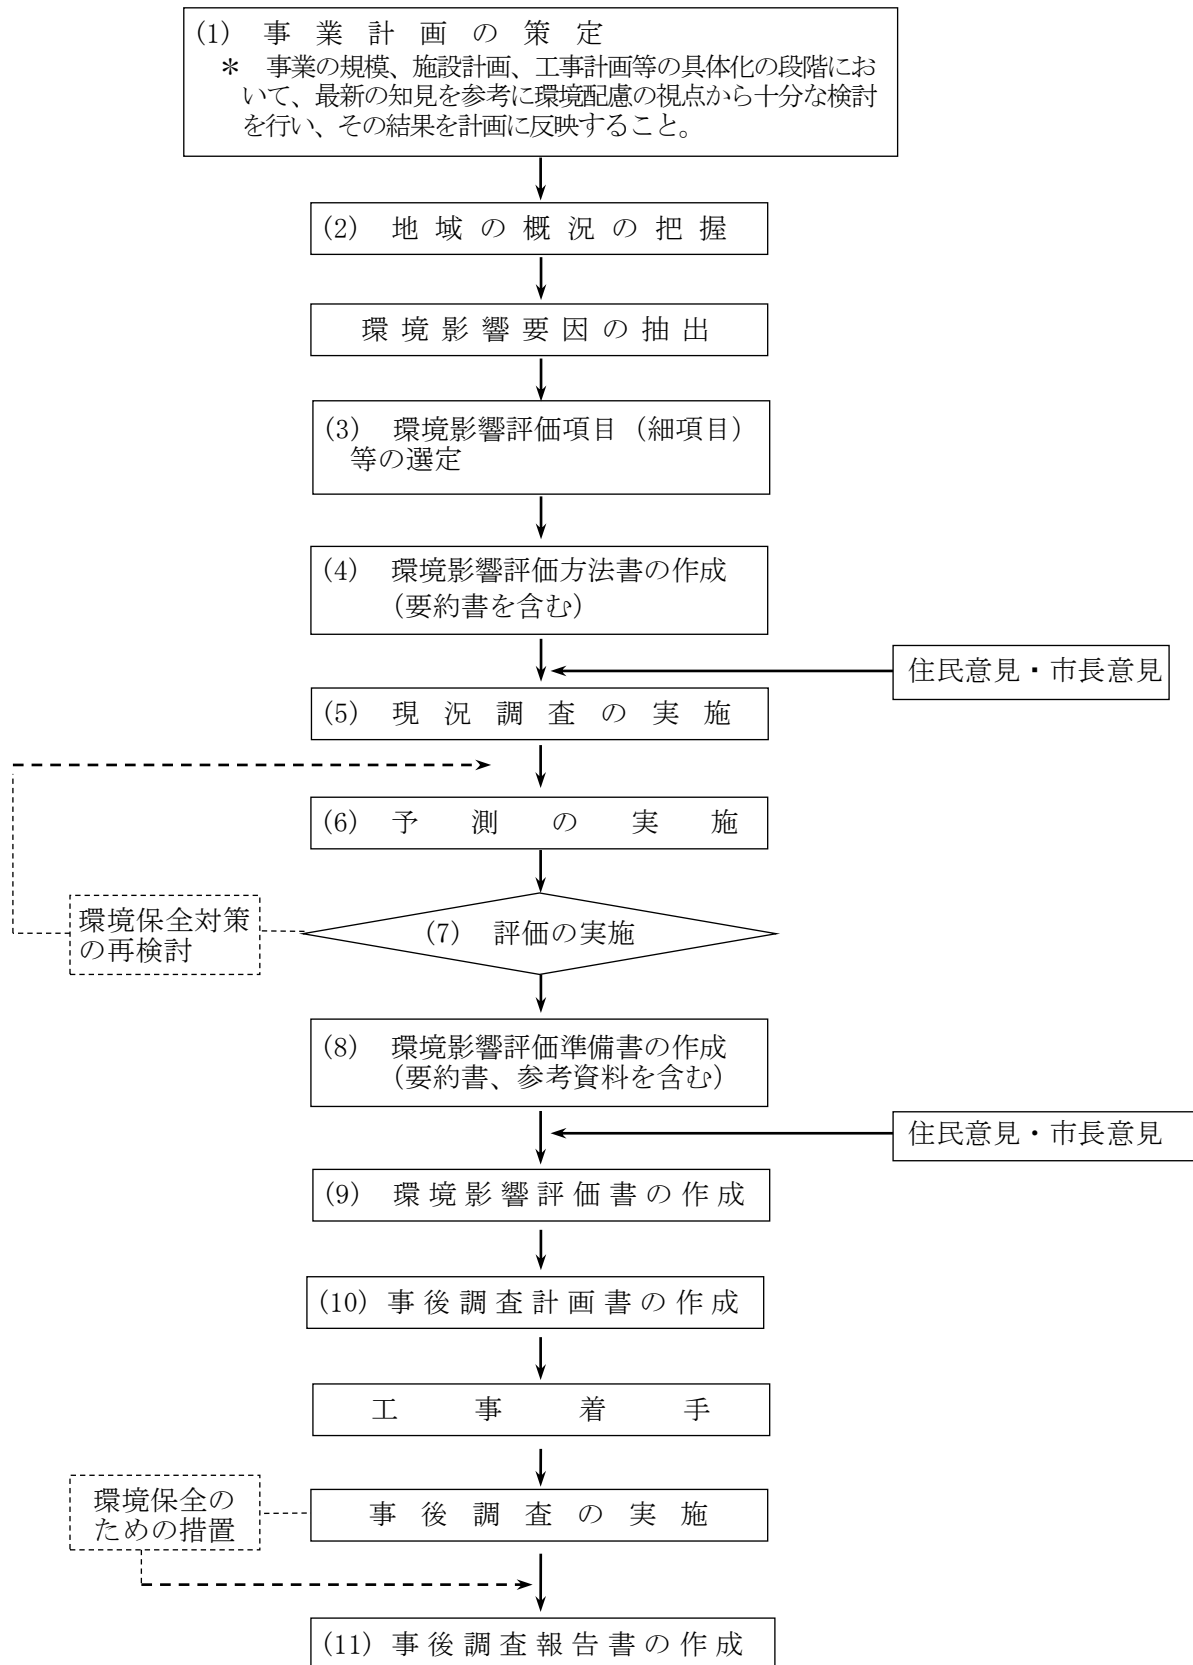 (1) 事業計画の策定
＊ 事業の規模、施設計画、工事計画等の具体化の段階にお
いて、最新の知見を参考に環境配慮の視点から十分な検討
を行い、その結果を計画に反映すること。
(2) 地域の概況の把握
環境影響要因の抽出
(3) 環境影響評価項目（細項目）
等の選定
(4) 環境影響評価方法書の作成
（要約書を含む）
住民意見・市長意見
(5) 現況調査の実施
(6) 予測の実施
環境保全対策
の再検討
(7) 評価の実施
(8) 環境影響評価準備書の作成
（要約書、参考資料を含む）
住民意見・市長意見
(9) 環境影響評価書の作成
(10) 事後調査計画書の作成
工事着手
環境保全の
ための措置
事後調査の実施
(11) 事後調査報告書の作成